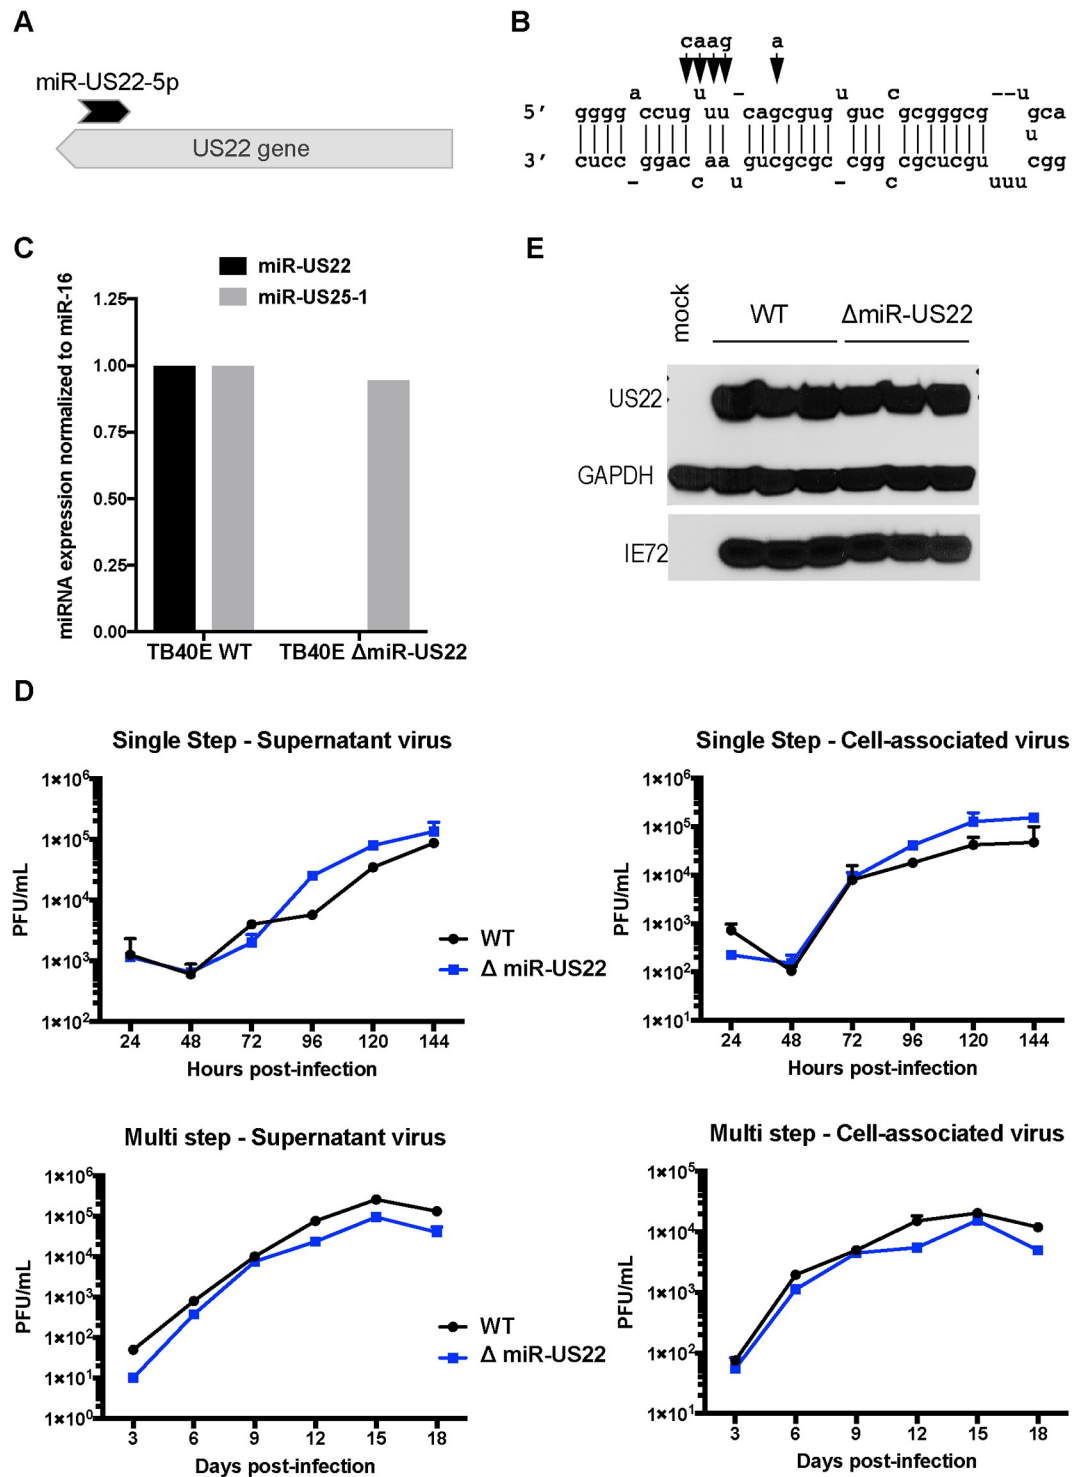 A
miR-US22-5p
US22 gene
B
caag a
a u – u c ––u
5’ gggg ccug uu cagcgug guc gcgggcg gca
u
3’ cucc ggac aa gucgcgc cgg cgcucgu cgg
– c u – c uuu
C
miR-US22
miR-US25-1
miRNA expression normalized to miR-16
1.25
1.00
0.75
0.50
0.25
0.00
TB40E WT TB40E ΔmiR-US22
E
mock WT ΔmiR-US22
US22
GAPDH
IE72
D
Single Step - Supernatant virus
PFU/mL
1×10⁶
1×10⁵
1×10⁴
1×10³
1×10²
24 48 72 96 120 144
Hours post-infection
WT
Δ miR-US22
Single Step - Cell-associated virus
PFU/mL
1×10⁶
1×10⁵
1×10⁴
1×10³
1×10²
1×10¹
24 48 72 96 120 144
Hours post-infection
Multi step - Supernatant virus
PFU/mL
1×10⁶
1×10⁵
1×10⁴
1×10³
1×10²
1×10¹
1×10⁰
3 6 9 12 15 18
Days post-infection
WT
Δ miR-US22
Multi step - Cell-associated virus
PFU/mL
1×10⁵
1×10⁴
1×10³
1×10²
1×10¹
3 6 9 12 15 18
Days post-infection